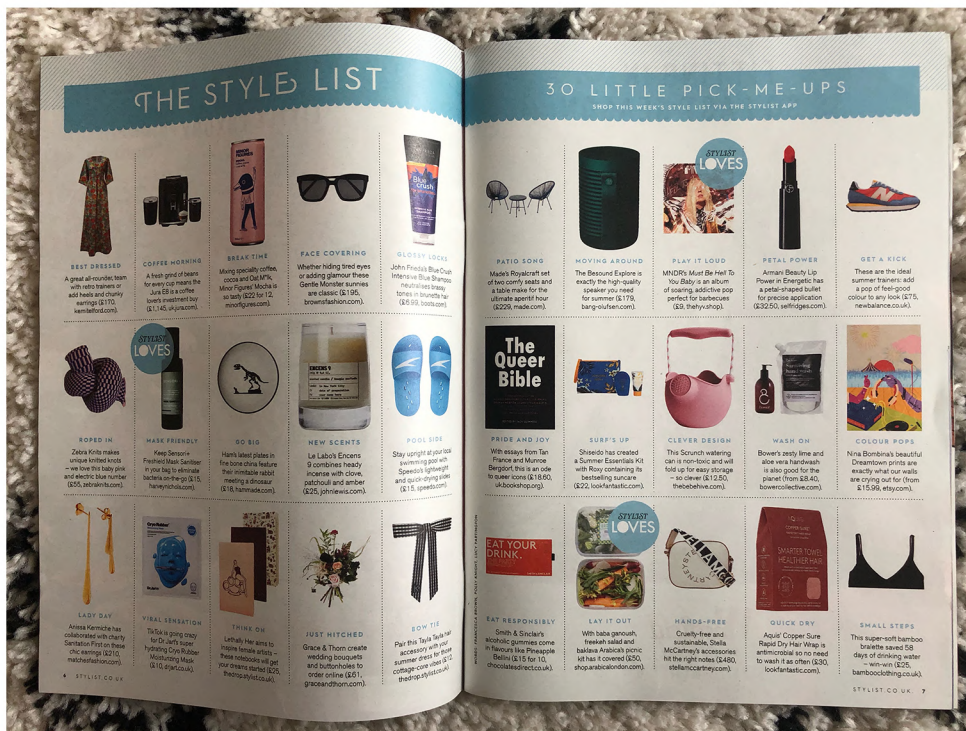 THE STYLE LIST
BEST DRESSED
A great all-rounder, team
with retro trainers or
add heels and chunky
earrings (£170,
kemitelford.com).
COFFEE MORNING
A fresh grind of beans
for every cup means the
Jura E8 is a coffee
lover's investment buy
(£1,145, uk.jura.com).
MINOR
FIGURES
BREAK TIME
Mixing speciality coffee,
cocoa and Oat M*lk,
Minor Figures' Mocha is
so tasty (£22 for 12,
minorfigures.com).
FACE COVERING
Whether hiding tired eyes
or adding glamour these
Gentle Monster sunnies
are classic (£195,
brownsfashion.com).
Blue
crush
GLOSSY LOCKS
John Frieda's Blue Crush
Intensive Blue Shampoo
neutralises brassy
tones in brunette hair
(£6.99, boots.com).
ROPED IN
Zebra Knits makes
unique knotted knots
– we love this baby pink
and electric blue number
(£55, zebraknits.com).
STYLIST
LOVES
MASK FRIENDLY
Keep Sensori+
Freshield Mask Sanitiser
in your bag to eliminate
bacteria on-the-go (£15,
harveynichols.com).
GO BIG
Ham's latest plates in
fine bone china feature
their inimitable rabbit
meeting a dinosaur
(£18, hammade.com).
ENCENS 9
NEW SCENTS
Le Labo's Encens
9 combines heady
incense with clove,
patchouli and amber
(£25, johnlewis.com).
POOL SIDE
Stay upright at your local
swimming pool with
Speedo's lightweight
and quick-drying slides
(£15, speedo.com).
LADY DAY
Anissa Kermiche has
collaborated with charity
Sanitation First on these
chic earrings (£210,
matchesfashion.com).
Cryo Rubber
VIRAL SENSATION
TikTok is going crazy
for Dr.Jart's super
hydrating Cryo Rubber
Moisturizing Mask
(£10, drjart.co.uk).
THINK ON
Lethally Her aims to
inspire female artists –
these notebooks will get
your dreams started (£25,
thedrop.stylist.co.uk).
JUST HITCHED
Grace & Thorn create
wedding bouquets
and buttonholes to
order online (£61,
graceandthorn.com).
BOW TIE
Pair this Tayla Tayla hair
accessory with your
summer dress for those
cottage-core vibes (£12,
thedrop.stylist.co.uk).
4 STYLIST.CO.UK
30 LITTLE PICK-ME-UPS
SHOP THIS WEEK'S STYLE LIST VIA THE STYLIST APP
PATIO SONG
Made's Royalcraft set
of two comfy seats and
a table make for the
ultimate aperitif hour
(£229, made.com).
MOVING AROUND
The Beosund Explore is
exactly the high-quality
speaker you need
for summer (£179,
bang-olufsen.com).
STYLIST
LOVES
PLAY IT LOUD
MNDR's Must Be Hell To
You Baby is an album
of soaring, addictive pop
perfect for barbecues
(£9, thehyv.shop).
PETAL POWER
Armani Beauty Lip
Power in Energetic has
a petal-shaped bullet
for precise application
(£32.50, selfridges.com).
GET A KICK
These are the ideal
summer trainers: add
a pop of feel-good
colour to any look (£75,
newbalance.co.uk).
The
Queer
Bible
PRIDE AND JOY
With essays from Tan
France and Munroe
Bergdorf, this is an ode
to queer icons (£18.60,
uk.bookshop.org).
SURF'S UP
Shiseido has created
a Summer Essentials Kit
with Roxy containing its
bestselling suncare
(£22, lookfantastic.com).
CLEVER DESIGN
This Scrunch watering
can is non-toxic and will
fold up for easy storage
– so clever (£12.50,
thebebehive.com).
8
WASH ON
Bower's zesty lime and
aloe vera handwash
is also good for the
planet (from £8.40,
bowercollective.com).
COLOUR POPS
Nina Bombina's beautiful
Dreamtown prints are
exactly what our walls
are crying out for (from
£15.99, etsy.com).
EAT YOUR
DRINK.
EAT RESPONSIBLY
Smith & Sinclair's
alcoholic gummies come
in flavours like Pineapple
Bellini (£15 for 10,
chocolatesdirect.co.uk).
STYLIST
LOVES
LAY IT OUT
With baba ganoush,
freekeh salad and
baklava Arabica's picnic
kit has it covered (£50,
shop.arabicalondon.com).
HANDS-FREE
Cruelty-free and
sustainable, Stella
McCartney's accessories
hit the right notes (£480,
stellamccartney.com).
AQUIS
COPPER SURE
SMARTER TOWEL
HEALTHIER HAIR
QUICK DRY
Aquis' Copper Sure
Rapid Dry Hair Wrap is
antimicrobial so no need
to wash it as often (£30,
lookfantastic.com).
SMALL STEPS
This super-soft bamboo
bralette saved 58
days of drinking water
– win-win (£25,
bambooclothing.co.uk).
STYLIST.CO.UK 7